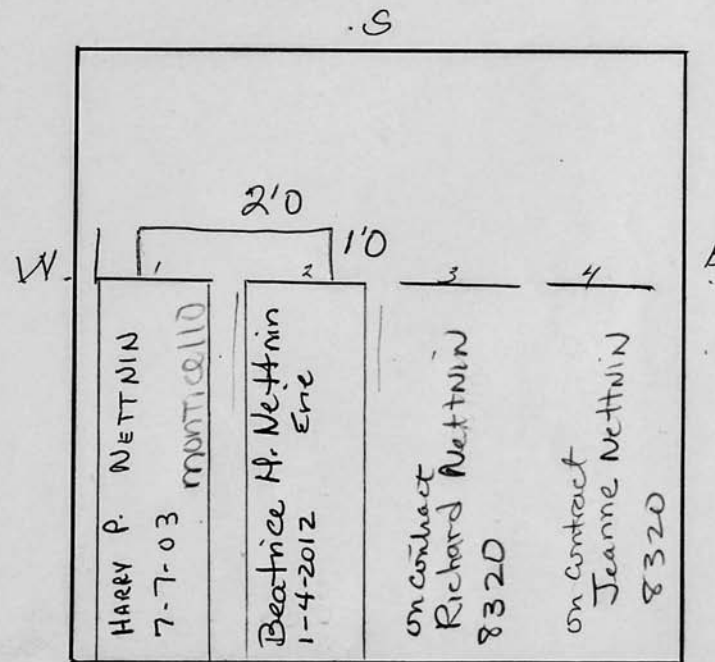 .S
2'0
1'0
W.
1
2
3
4
HARRY P. NETTNIN
7-7-03
monticello
Beatrice H. Nettnin
Erie
1-4-2012
on contract
Richard Nettnin
8320
on contract
Jeanne Nettnin
8320